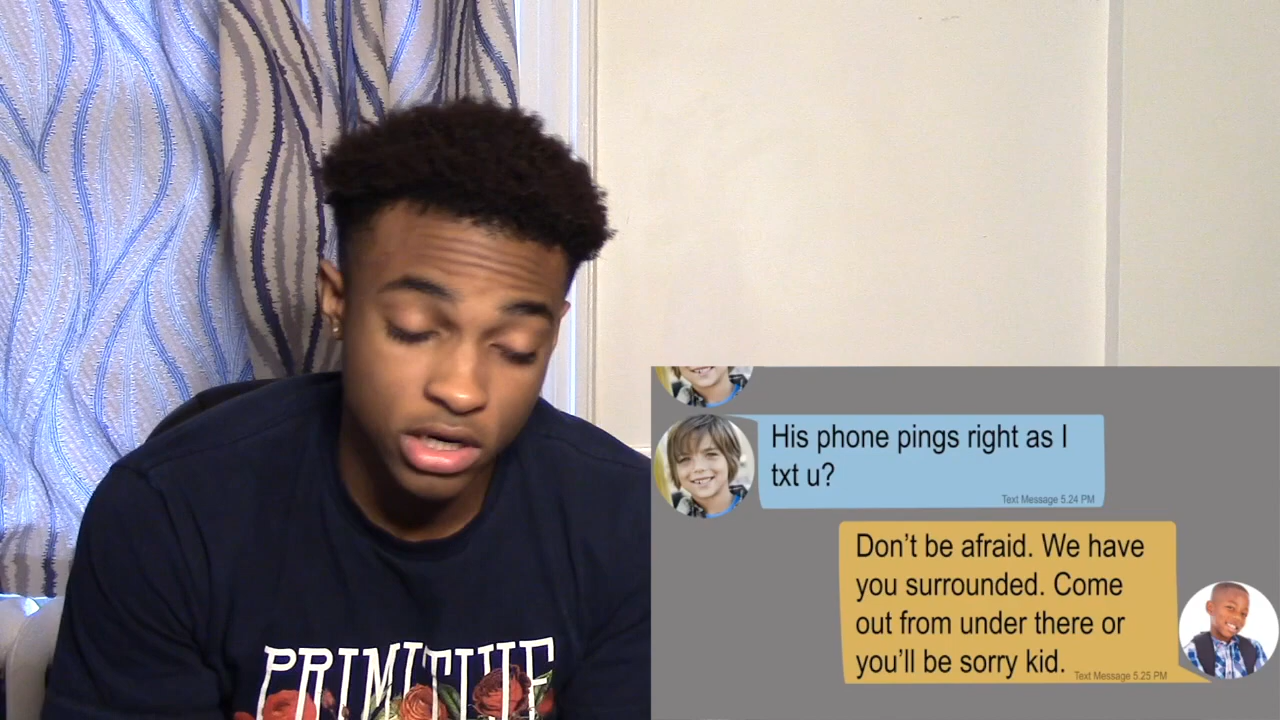 His phone pings right as I
txt u?
Text Message 5.24 PM
Don't be afraid. We have
you surrounded. Come
out from under there or
you'll be sorry kid.
Text Message 5.25 PM
PRIMITIVE